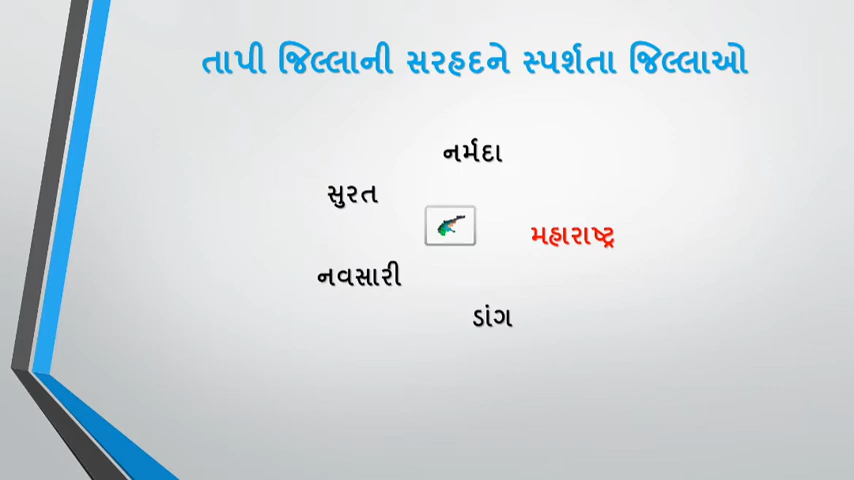 તાપી જિલ્લાની સરહદને સ્પર્શતા જિલ્લાઓ
નર્મદા
સુરત
મહારાષ્ટ્ર
નવસારી
ડાંગ